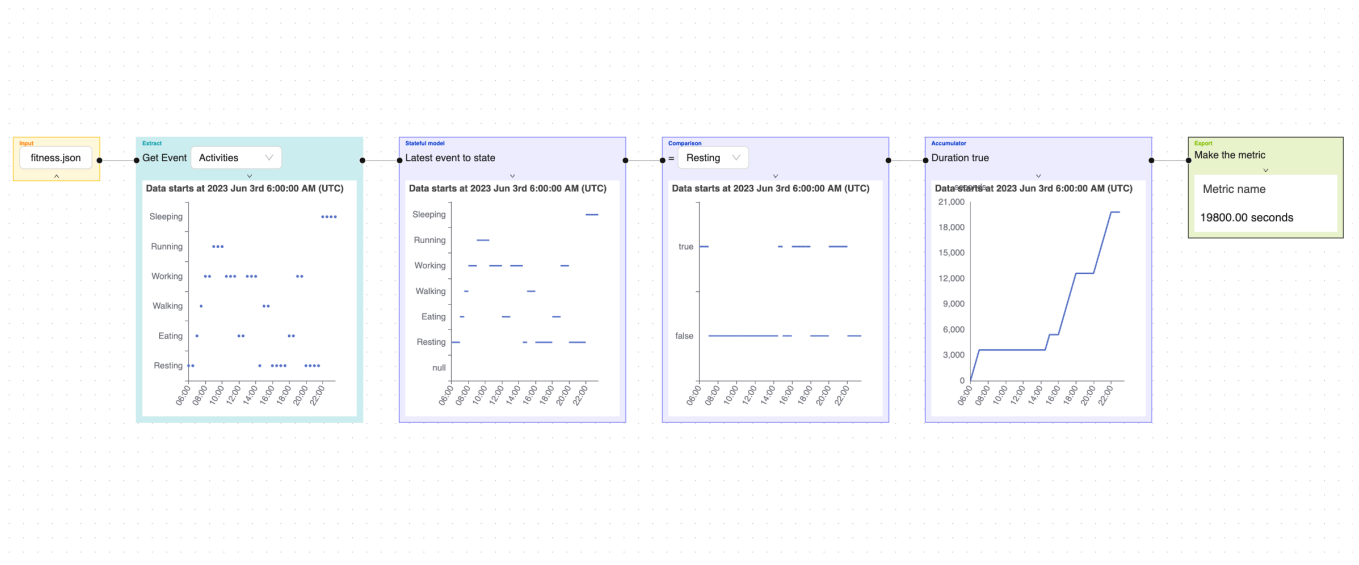 Input
fitness.json
Extract
Get Event Activities
Data starts at 2023 Jun 3rd 6:00:00 AM (UTC)
Sleeping
Running
Working
Walking
Eating
Resting
06:00 08:00 10:00 12:00 14:00 16:00 18:00 20:00 22:00
Stateful model
Latest event to state
Data starts at 2023 Jun 3rd 6:00:00 AM (UTC)
Sleeping
Running
Working
Walking
Eating
Resting
null
06:00 08:00 10:00 12:00 14:00 16:00 18:00 20:00 22:00
Comparison
= Resting
Data starts at 2023 Jun 3rd 6:00:00 AM (UTC)
true
false
06:00 08:00 10:00 12:00 14:00 16:00 18:00 20:00 22:00
Accumulator
Duration true
Data starts at 2023 Jun 3rd 6:00:00 AM (UTC)
21,000
18,000
15,000
12,000
9,000
6,000
3,000
0
06:00 08:00 10:00 12:00 14:00 16:00 18:00 20:00 22:00
Export
Make the metric
Metric name
19800.00 seconds